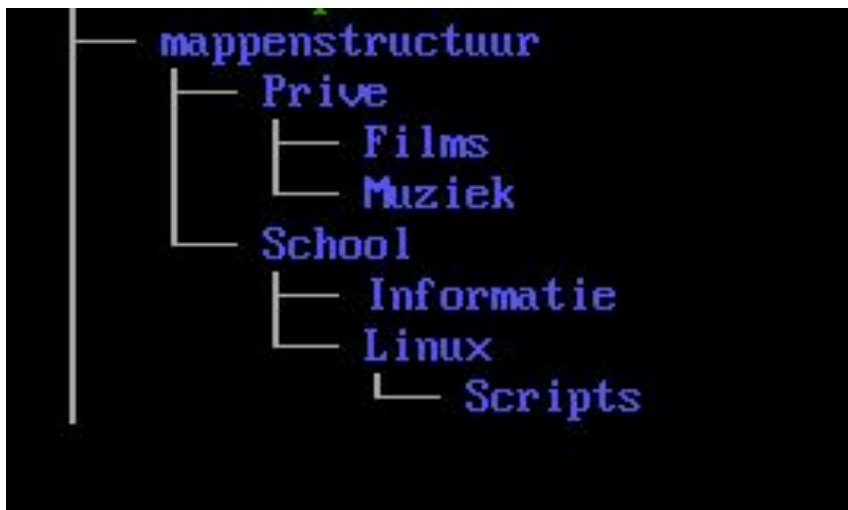 mappenstructuur
Prive
Films
Muziek
School
Informatie
Linux
Scripts